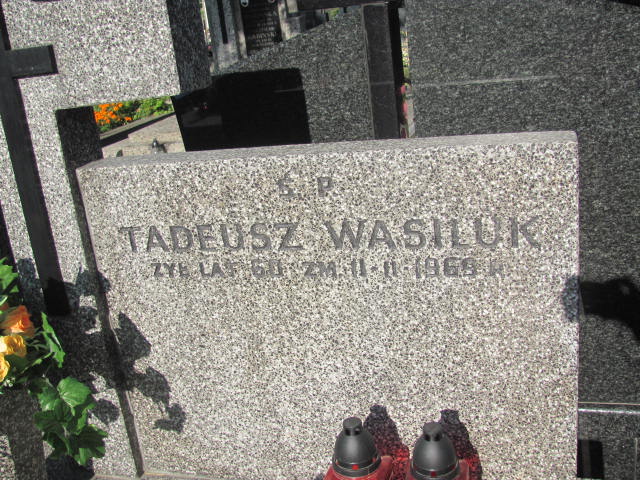 Ś. P.
TADEUSZ WASILUK
ŻYŁ LAT 60 ZM. 11-11-1969 R.